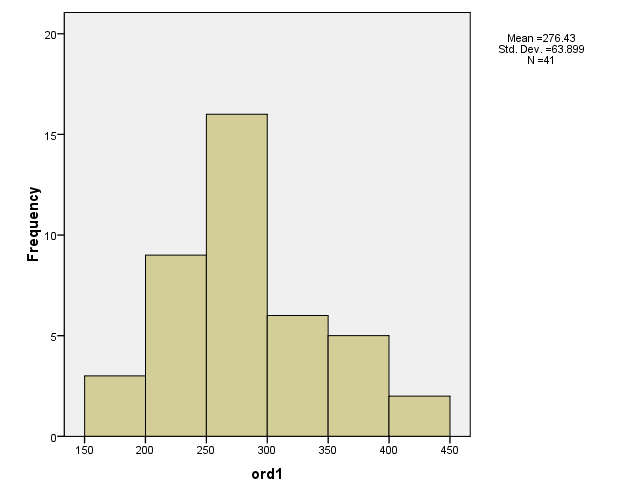 Mean =276.43
Std. Dev. =63.899
N =41
20
15
10
5
0
Frequency
150 200 250 300 350 400 450
ord1